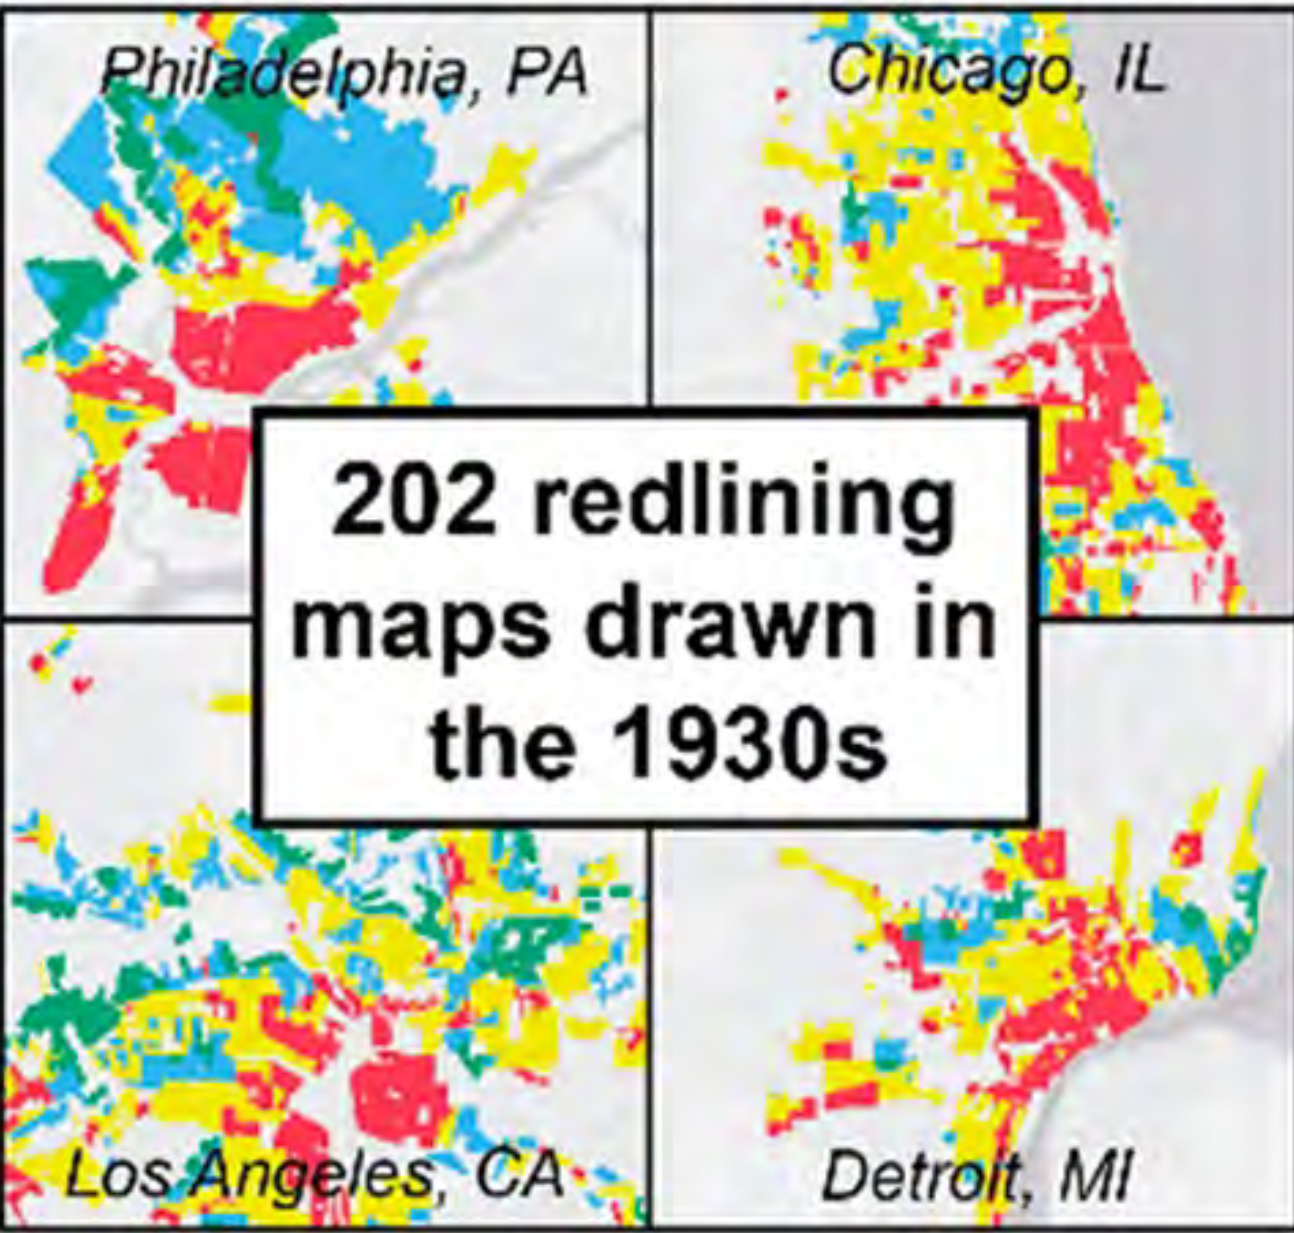 Philadelphia, PA
Chicago, IL
202 redlining
maps drawn in
the 1930s
Los Angeles, CA
Detroit, MI